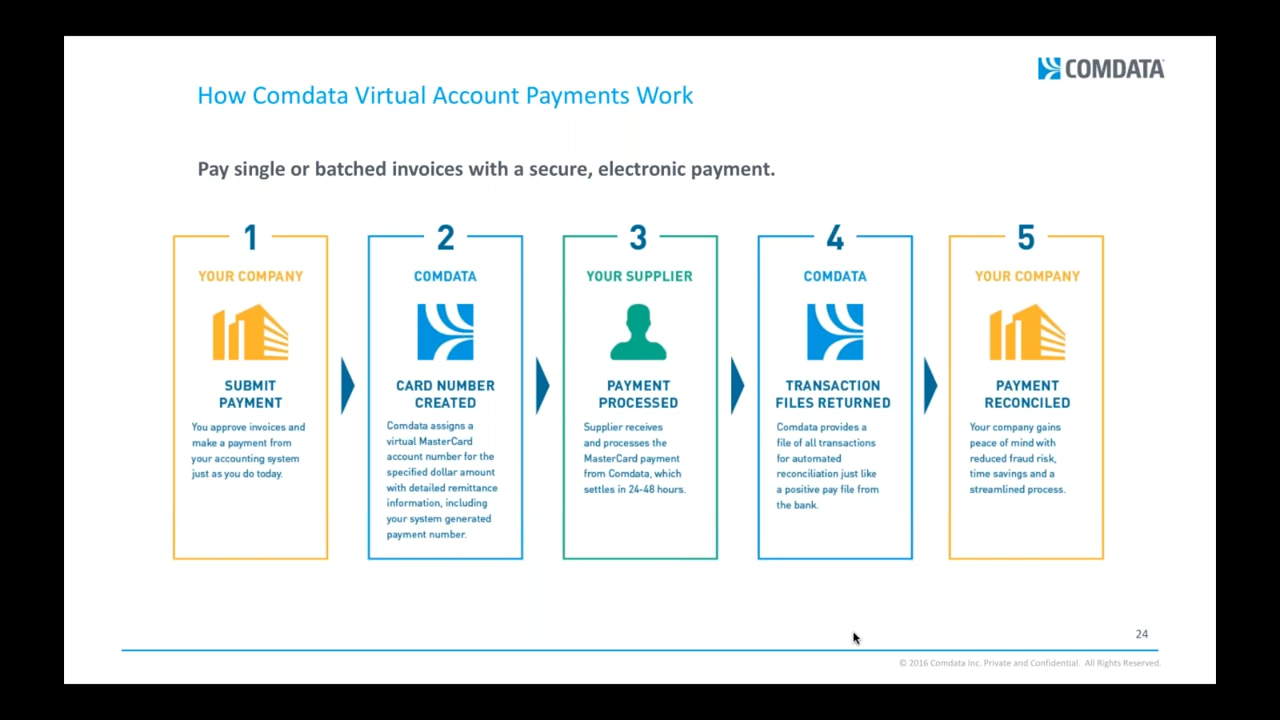 COMDATA
How Comdata Virtual Account Payments Work
Pay single or batched invoices with a secure, electronic payment.
1
YOUR COMPANY
SUBMIT
PAYMENT
You approve invoices and
make a payment from
your accounting system
just as you do today.
2
COMDATA
CARD NUMBER
CREATED
Comdata assigns a
virtual MasterCard
account number for the
specified dollar amount
with detailed remittance
information, including
your system generated
payment number.
3
YOUR SUPPLIER
PAYMENT
PROCESSED
Supplier receives
and processes the
MasterCard payment
from Comdata, which
settles in 24-48 hours.
4
COMDATA
TRANSACTION
FILES RETURNED
Comdata provides a
file of all transactions
for automated
reconciliation just like
a positive pay file from
the bank.
5
YOUR COMPANY
PAYMENT
RECONCILED
Your company gains
peace of mind with
reduced fraud risk,
time savings and a
streamlined process.
24
© 2016 Comdata Inc. Private and Confidential. All Rights Reserved.